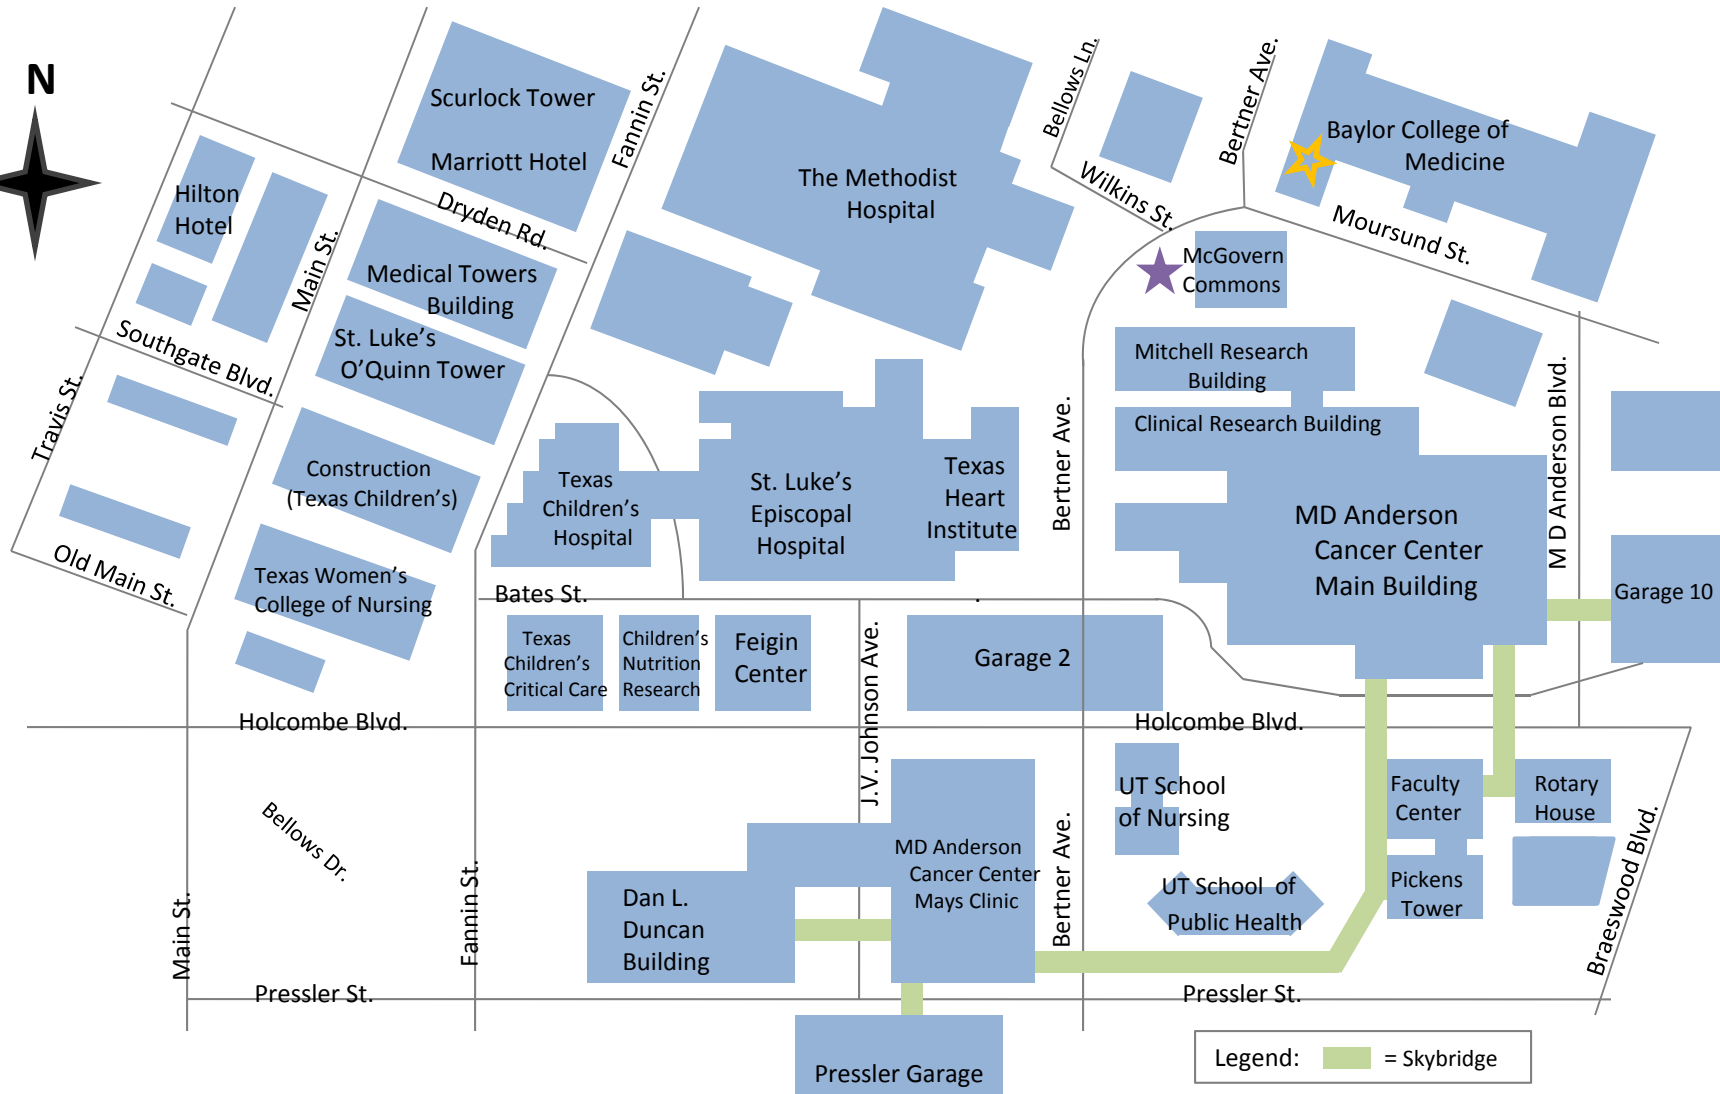 N
Scurlock Tower
Marriott Hotel
Fannin St.
Bellows Ln.
Bertner Ave.
Baylor College of
Medicine
Hilton
Hotel
Dryden Rd.
The Methodist
Hospital
Wilkins St.
Moursund St.
Main St.
Medical Towers
Building
McGovern
Commons
Southgate Blvd.
St. Luke's
O'Quinn Tower
Mitchell Research
Building
Travis St.
Clinical Research Building
M D Anderson Blvd.
Construction
(Texas Children's)
Texas
Children's
Hospital
St. Luke's
Episcopal
Hospital
Texas
Heart
Institute
Bertner Ave.
MD Anderson
Cancer Center
Main Building
Old Main St.
Texas Women's
College of Nursing
Bates St.
.
Garage 10
Texas
Children's
Critical Care
Children's
Nutrition
Research
Feigin
Center
J.V. Johnson Ave.
Garage 2
Holcombe Blvd.
Holcombe Blvd.
Bellows Dr.
UT School
of Nursing
Faculty
Center
Rotary
House
Braeswood Blvd.
MD Anderson
Cancer Center
Mays Clinic
Bertner Ave.
Main St.
Fannin St.
Dan L.
Duncan
Building
UT School of
Public Health
Pickens
Tower
Pressler St.
Pressler St.
Pressler Garage
Legend:
= Skybridge